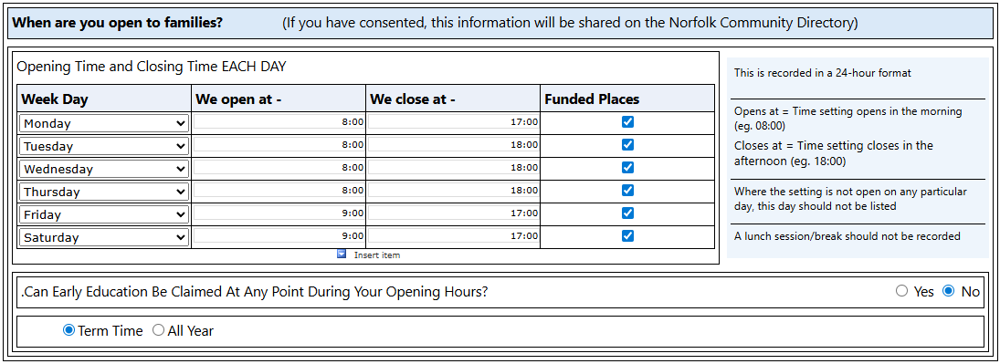 When are you open to families? (If you have consented, this information will be shared on the Norfolk Community Directory)
Opening Time and Closing Time EACH DAY
Week Day We open at - We close at - Funded Places
Monday 8:00 17:00
Tuesday 8:00 18:00
Wednesday 8:00 18:00
Thursday 8:00 18:00
Friday 9:00 17:00
Saturday 9:00 17:00
Insert item
This is recorded in a 24-hour format
Opens at = Time setting opens in the morning
(eg. 08:00)
Closes at = Time setting closes in the
afternoon (eg. 18:00)
Where the setting is not open on any particular
day, this day should not be listed
A lunch session/break should not be recorded
.Can Early Education Be Claimed At Any Point During Your Opening Hours? Yes No
Term Time All Year